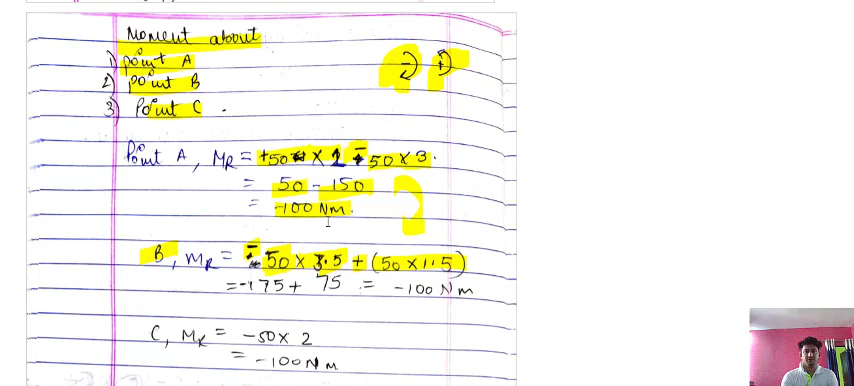 Moment about
1) point A
2) point B
3) Point C .
Point A, MR = +50 × 1 - 50 × 3.
= 50 - 150
= -100 Nm.
B, MR = - 50 × 3.5 + (50 × 1.5)
= -175 + 75 = -100 Nm
C, MR = -50 × 2
= -100 Nm